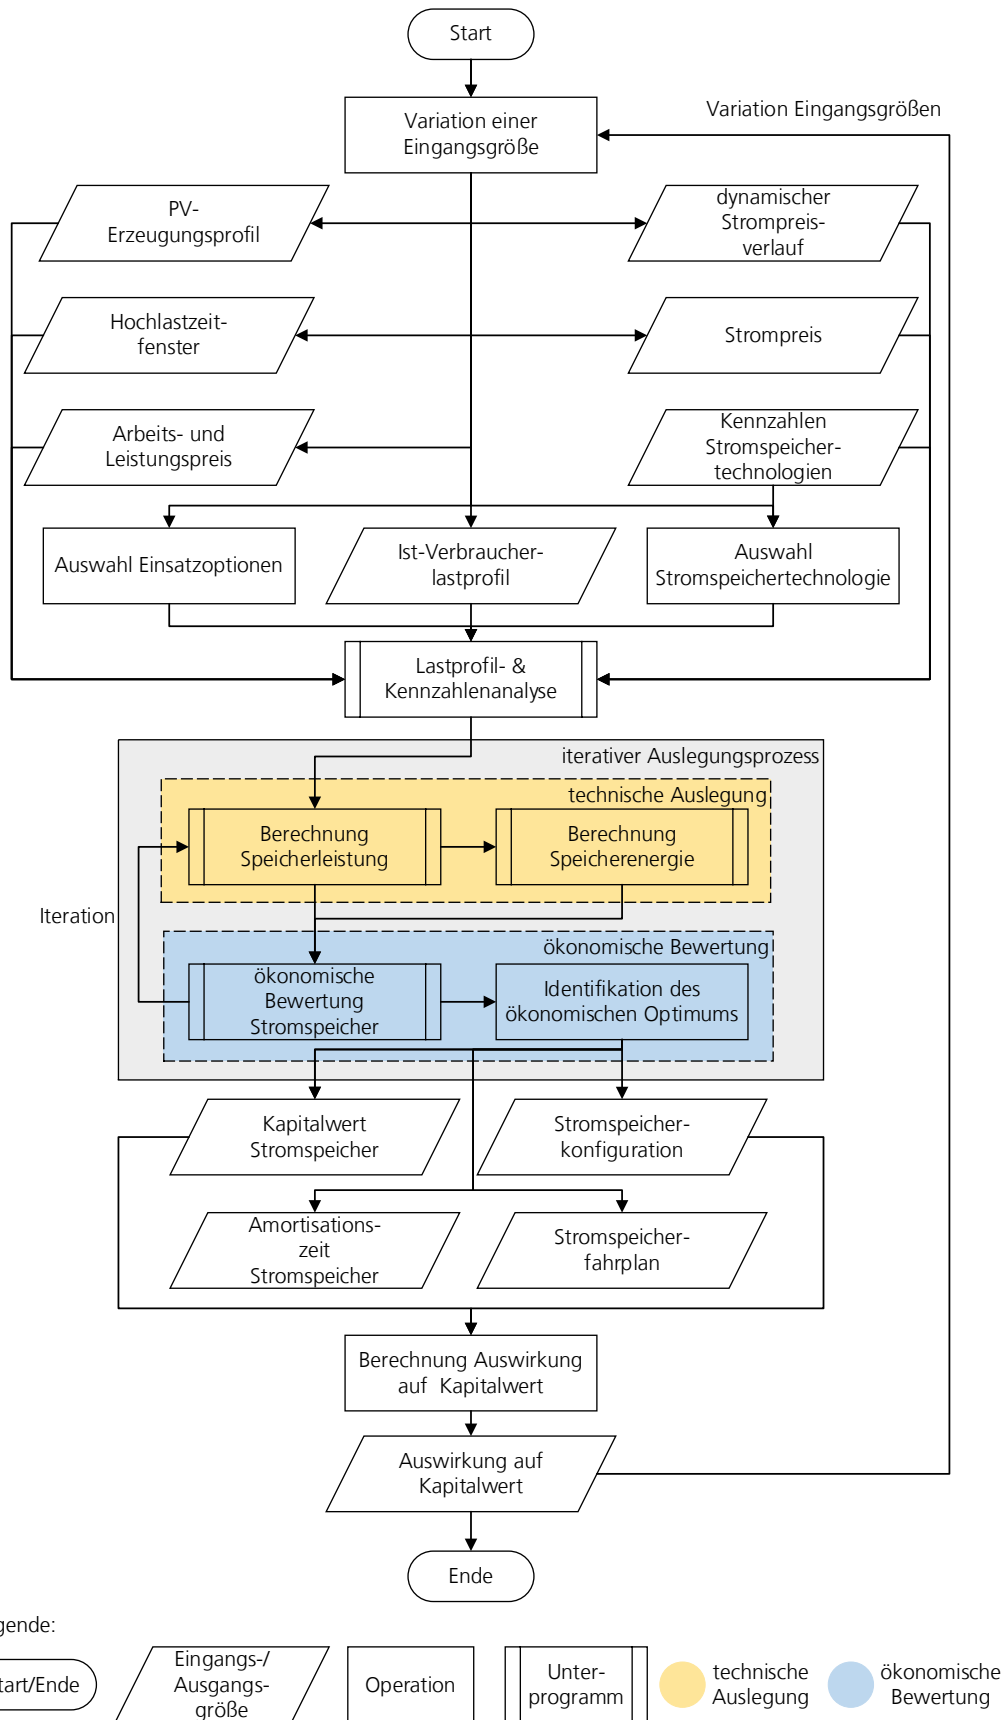 Start
Variation einer
Eingangsgröße
Variation Eingangsgrößen
PV-
Erzeugungsprofil
dynamischer
Strompreis-
verlauf
Hochlastzeit-
fenster
Strompreis
Arbeits- und
Leistungspreis
Kennzahlen
Stromspeicher-
technologien
Auswahl Einsatzoptionen
Ist-Verbraucher-
lastprofil
Auswahl
Stromspeichertechnologie
Lastprofil- &
Kennzahlenanalyse
iterativer Auslegungsprozess
technische Auslegung
Berechnung
Speicherleistung
Berechnung
Speicherenergie
Iteration
ökonomische Bewertung
ökonomische
Bewertung
Stromspeicher
Identifikation des
ökonomischen Optimums
Kapitalwert
Stromspeicher
Stromspeicher-
konfiguration
Amortisations-
zeit
Stromspeicher
Stromspeicher-
fahrplan
Berechnung Auswirkung
auf Kapitalwert
Auswirkung auf
Kapitalwert
Ende
gende:
tart/Ende
Eingangs-/
Ausgangs-
größe
Operation
Unter-
programm
technische
Auslegung
ökonomische
Bewertung